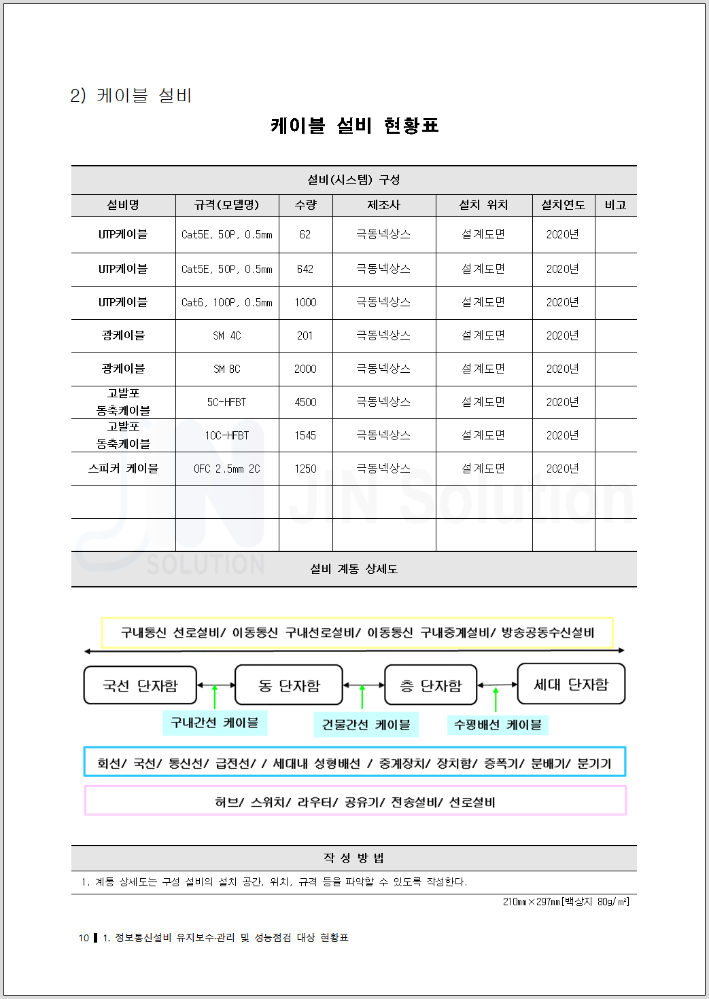 2) 케이블 설비
케이블 설비 현황표
설비(시스템) 구성
설비명 규격(모델명) 수량 제조사 설치 위치 설치연도 비고
UTP케이블 Cat5E, 50P, 0.5mm 62 극동넥상스 설계도면 2020년
UTP케이블 Cat5E, 50P, 0.5mm 642 극동넥상스 설계도면 2020년
UTP케이블 Cat6, 100P, 0.5mm 1000 극동넥상스 설계도면 2020년
광케이블 SM 4C 201 극동넥상스 설계도면 2020년
광케이블 SM 8C 2000 극동넥상스 설계도면 2020년
고발포
동축케이블 5C-HFBT 4500 극동넥상스 설계도면 2020년
고발포
동축케이블 10C-HFBT 1545 극동넥상스 설계도면 2020년
스피커 케이블 OFC 2.5mm 2C 1250 극동넥상스 설계도면 2020년
JIN Solution
SOLUTION
설비 계통 상세도
구내통신 선로설비/ 이동통신 구내선로설비/ 이동통신 구내중계설비/ 방송공동수신설비
국선 단자함 동 단자함 층 단자함 세대 단자함
구내간선 케이블 건물간선 케이블 수평배선 케이블
회선/ 국선/ 통신선/ 급전선/ / 세대내 성형배선 / 중계장치/ 장치함/ 증폭기/ 분배기/ 분기기
허브/ 스위치/ 라우터/ 공유기/ 전송설비/ 선로설비
작 성 방 법
1. 계통 상세도는 구성 설비의 설치 공간, 위치, 규격 등을 파악할 수 있도록 작성한다.
210㎜×297㎜[백상지 80g/㎡]
10 ▌ 1. 정보통신설비 유지보수·관리 및 성능점검 대상 현황표